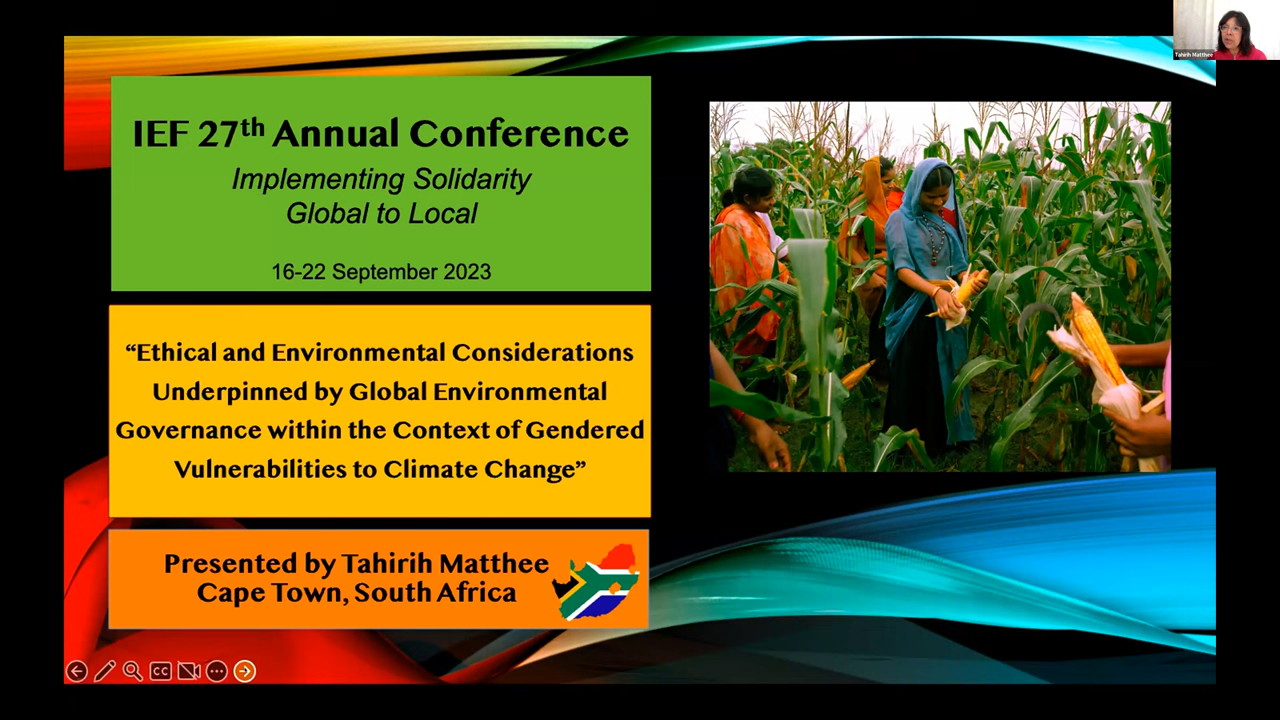 Tahirih Matthee
IEF 27th Annual Conference
Implementing Solidarity
Global to Local
16-22 September 2023
“Ethical and Environmental Considerations
Underpinned by Global Environmental
Governance within the Context of Gendered
Vulnerabilities to Climate Change”
Presented by Tahirih Matthee
Cape Town, South Africa
CC